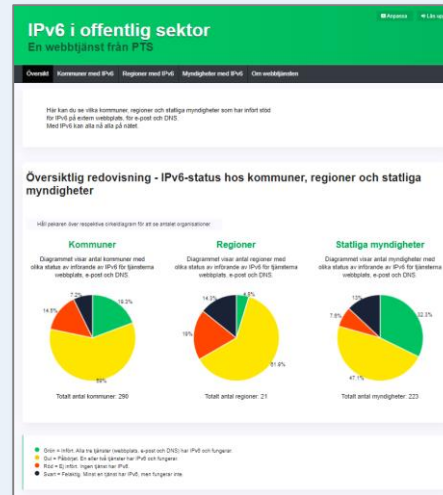 Anpassa
IPv6 i offentlig sektor
En webbtjänst från PTS
Översikt Kommuner med IPv6 Regioner med IPv6 Myndigheter med IPv6 Om webbtjänsten
Här kan du se vilka kommuner, regioner och statliga myndigheter som har infört stöd
för IPv6 på extern webbplats, för e-post och DNS.
Med IPv6 kan alla nå alla på nätet.
Översiktlig redovisning - IPv6-status hos kommuner, regioner och statliga
myndigheter
Håll pekaren över respektive cirkeldiagram för att se antalet organisationer.
Kommuner
Diagrammet visar antal kommuner med
olika status av införande av IPv6 för tjänsterna
webbplats, e-post och DNS.
7.2%
19.3%
14.5%
59%
Totalt antal kommuner: 290
Regioner
Diagrammet visar antal regioner med
olika status av införande av IPv6 för tjänsterna
webbplats, e-post och DNS.
14.3%
4.8%
19%
61.9%
Totalt antal regioner: 21
Statliga myndigheter
Diagrammet visar antal myndigheter med
olika status av införande av IPv6 för tjänsterna
webbplats, e-post och DNS.
13%
32.3%
7.6%
47.1%
Totalt antal myndigheter: 223
Grön = Infört. Alla tre tjänster (webbplats, e-post och DNS) har IPv6 och fungerar.
Gul = Påbörjat. En eller två tjänster har IPv6 och fungerar.
Röd = Ej infört. Ingen tjänst har IPv6.
Svart = Felaktig. Minst en tjänst har IPv6, men fungerar inte.